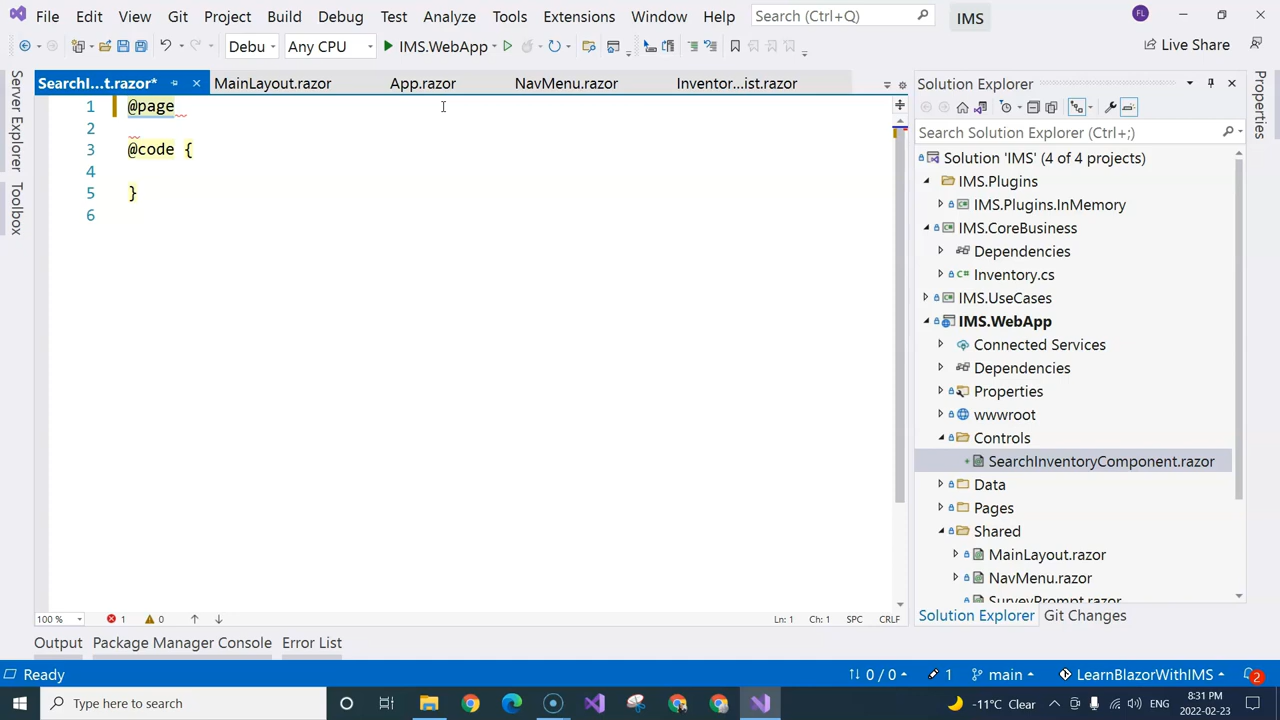 File Edit View Git Project Build Debug Test Analyze Tools Extensions Window Help Search (Ctrl+Q) IMS FL
Debu Any CPU IMS.WebApp Live Share
SearchI...t.razor* MainLayout.razor App.razor NavMenu.razor Inventor...ist.razor
Server Explorer
Toolbox
1 @page
2
3 @code {
4
5 }
6
100 % 1 0 Ln: 1 Ch: 1 SPC CRLF
Solution Explorer
Search Solution Explorer (Ctrl+;)
Solution 'IMS' (4 of 4 projects)
IMS.Plugins
IMS.Plugins.InMemory
IMS.CoreBusiness
Dependencies
Inventory.cs
IMS.UseCases
IMS.WebApp
Connected Services
Dependencies
Properties
wwwroot
Controls
SearchInventoryComponent.razor
Data
Pages
Shared
MainLayout.razor
NavMenu.razor
SurveyPrompt.razor
Solution Explorer Git Changes
Properties
Output Package Manager Console Error List
Ready 0 / 0 1 main LearnBlazorWithIMS 2
Type here to search -11°C Clear ENG 8:31 PM
2022-02-23